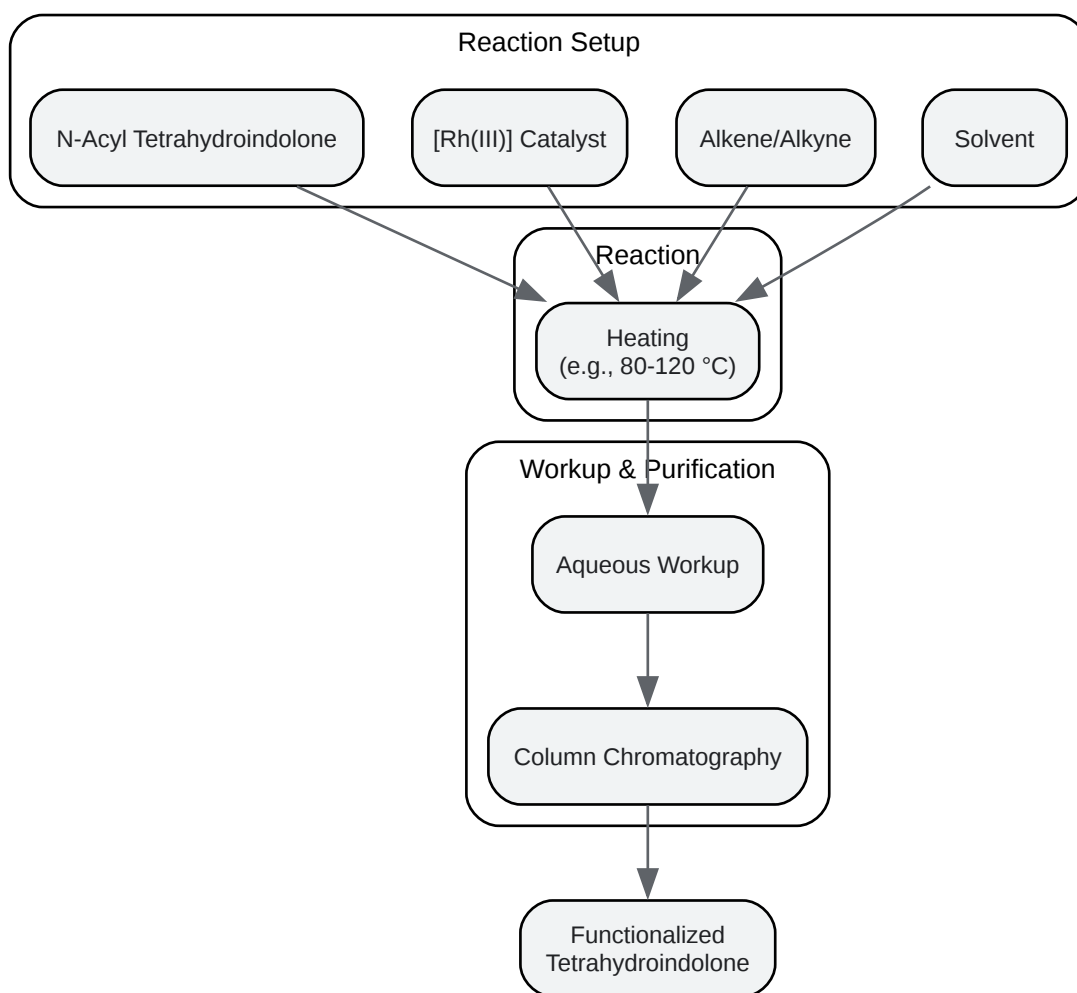 Reaction Setup
N-Acyl Tetrahydroindolone
[Rh(III)] Catalyst
Alkene/Alkyne
Solvent
Reaction
Heating
(e.g., 80-120 °C)
Workup & Purification
Aqueous Workup
Column Chromatography
Functionalized
Tetrahydroindolone